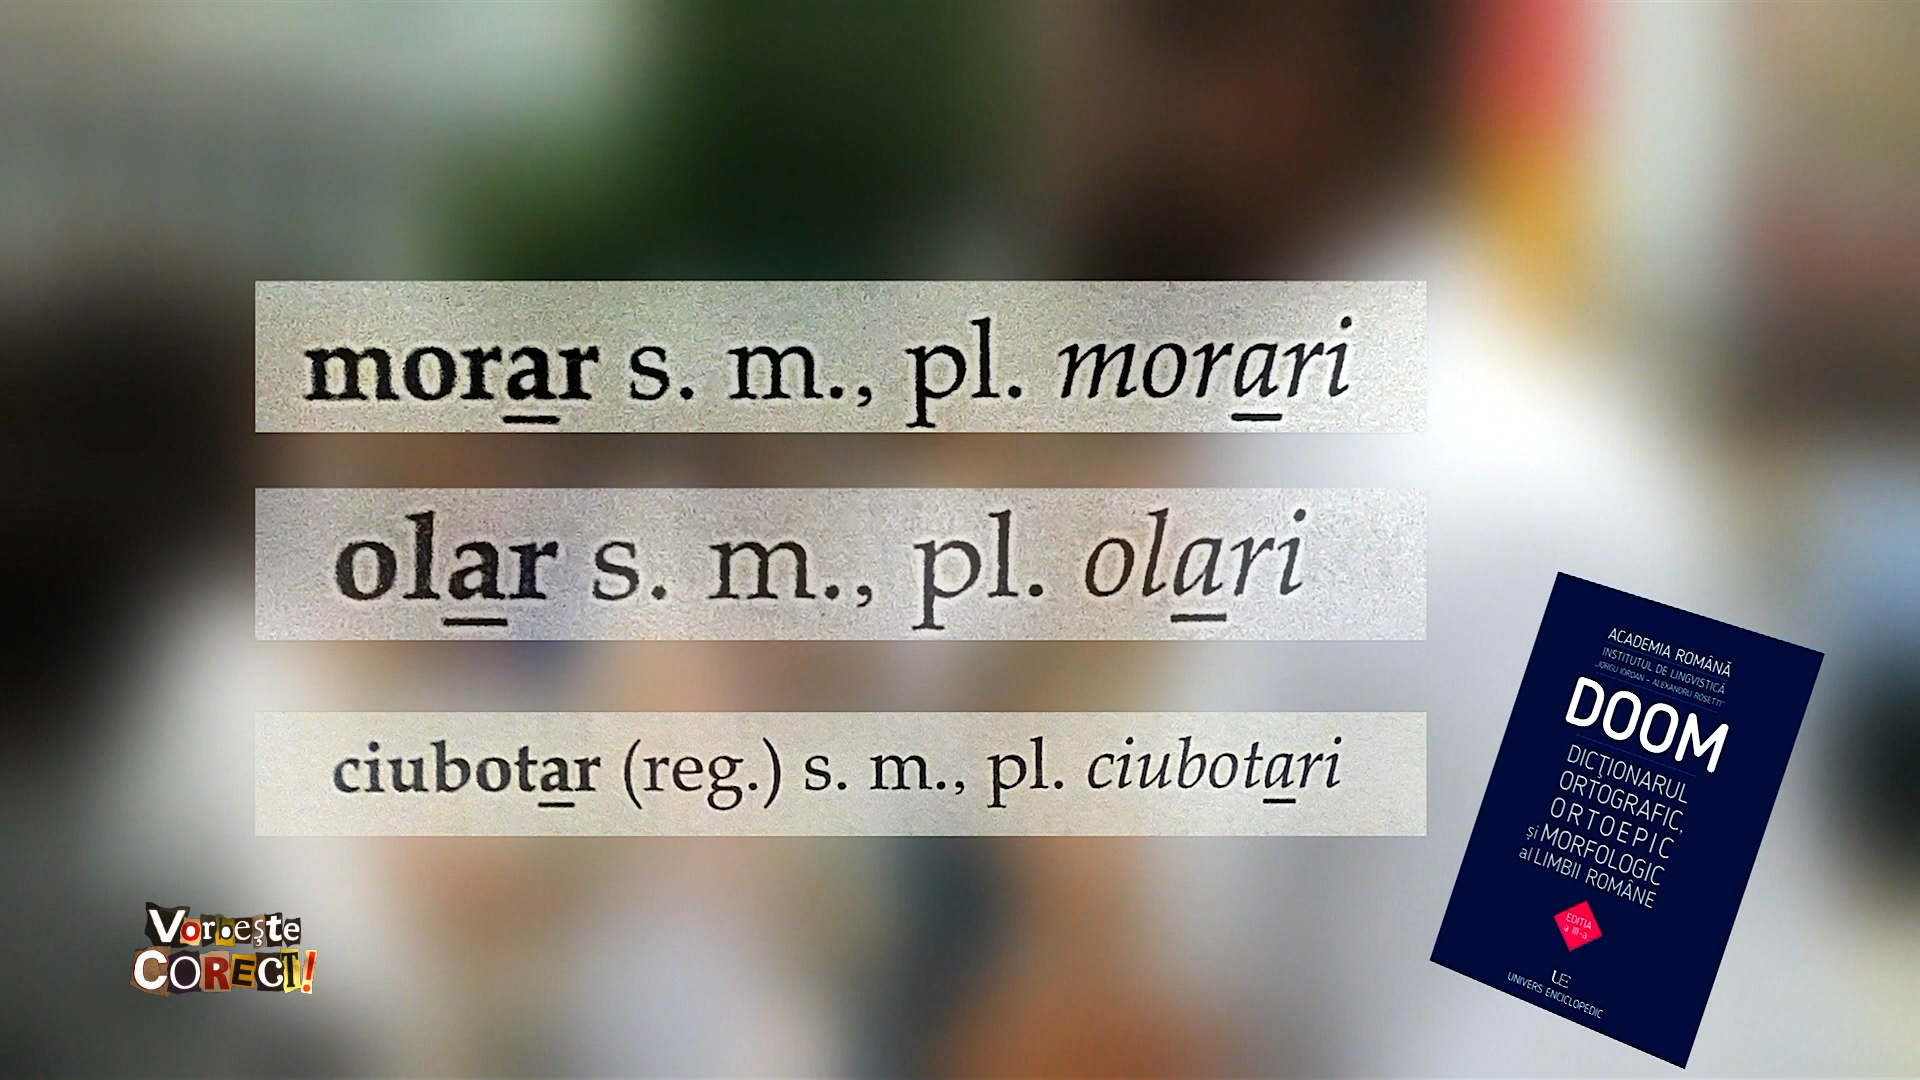 morar s. m., pl. morari
olar s. m., pl. olari
ciubotar (reg.) s. m., pl. ciubotari
ACADEMIA ROMÂNĂ
INSTITUTUL DE LINGVISTICĂ
„IORGU IORDAN – ALEXANDRU ROSETTI”
DOOM
DICȚIONARUL
ORTOGRAFIC,
ORTOEPIC
și MORFOLOGIC
al LIMBII ROMÂNE
EDIȚIA
a III-a
UE
UNIVERS ENCICLOPEDIC
Vorbește
CORECT!